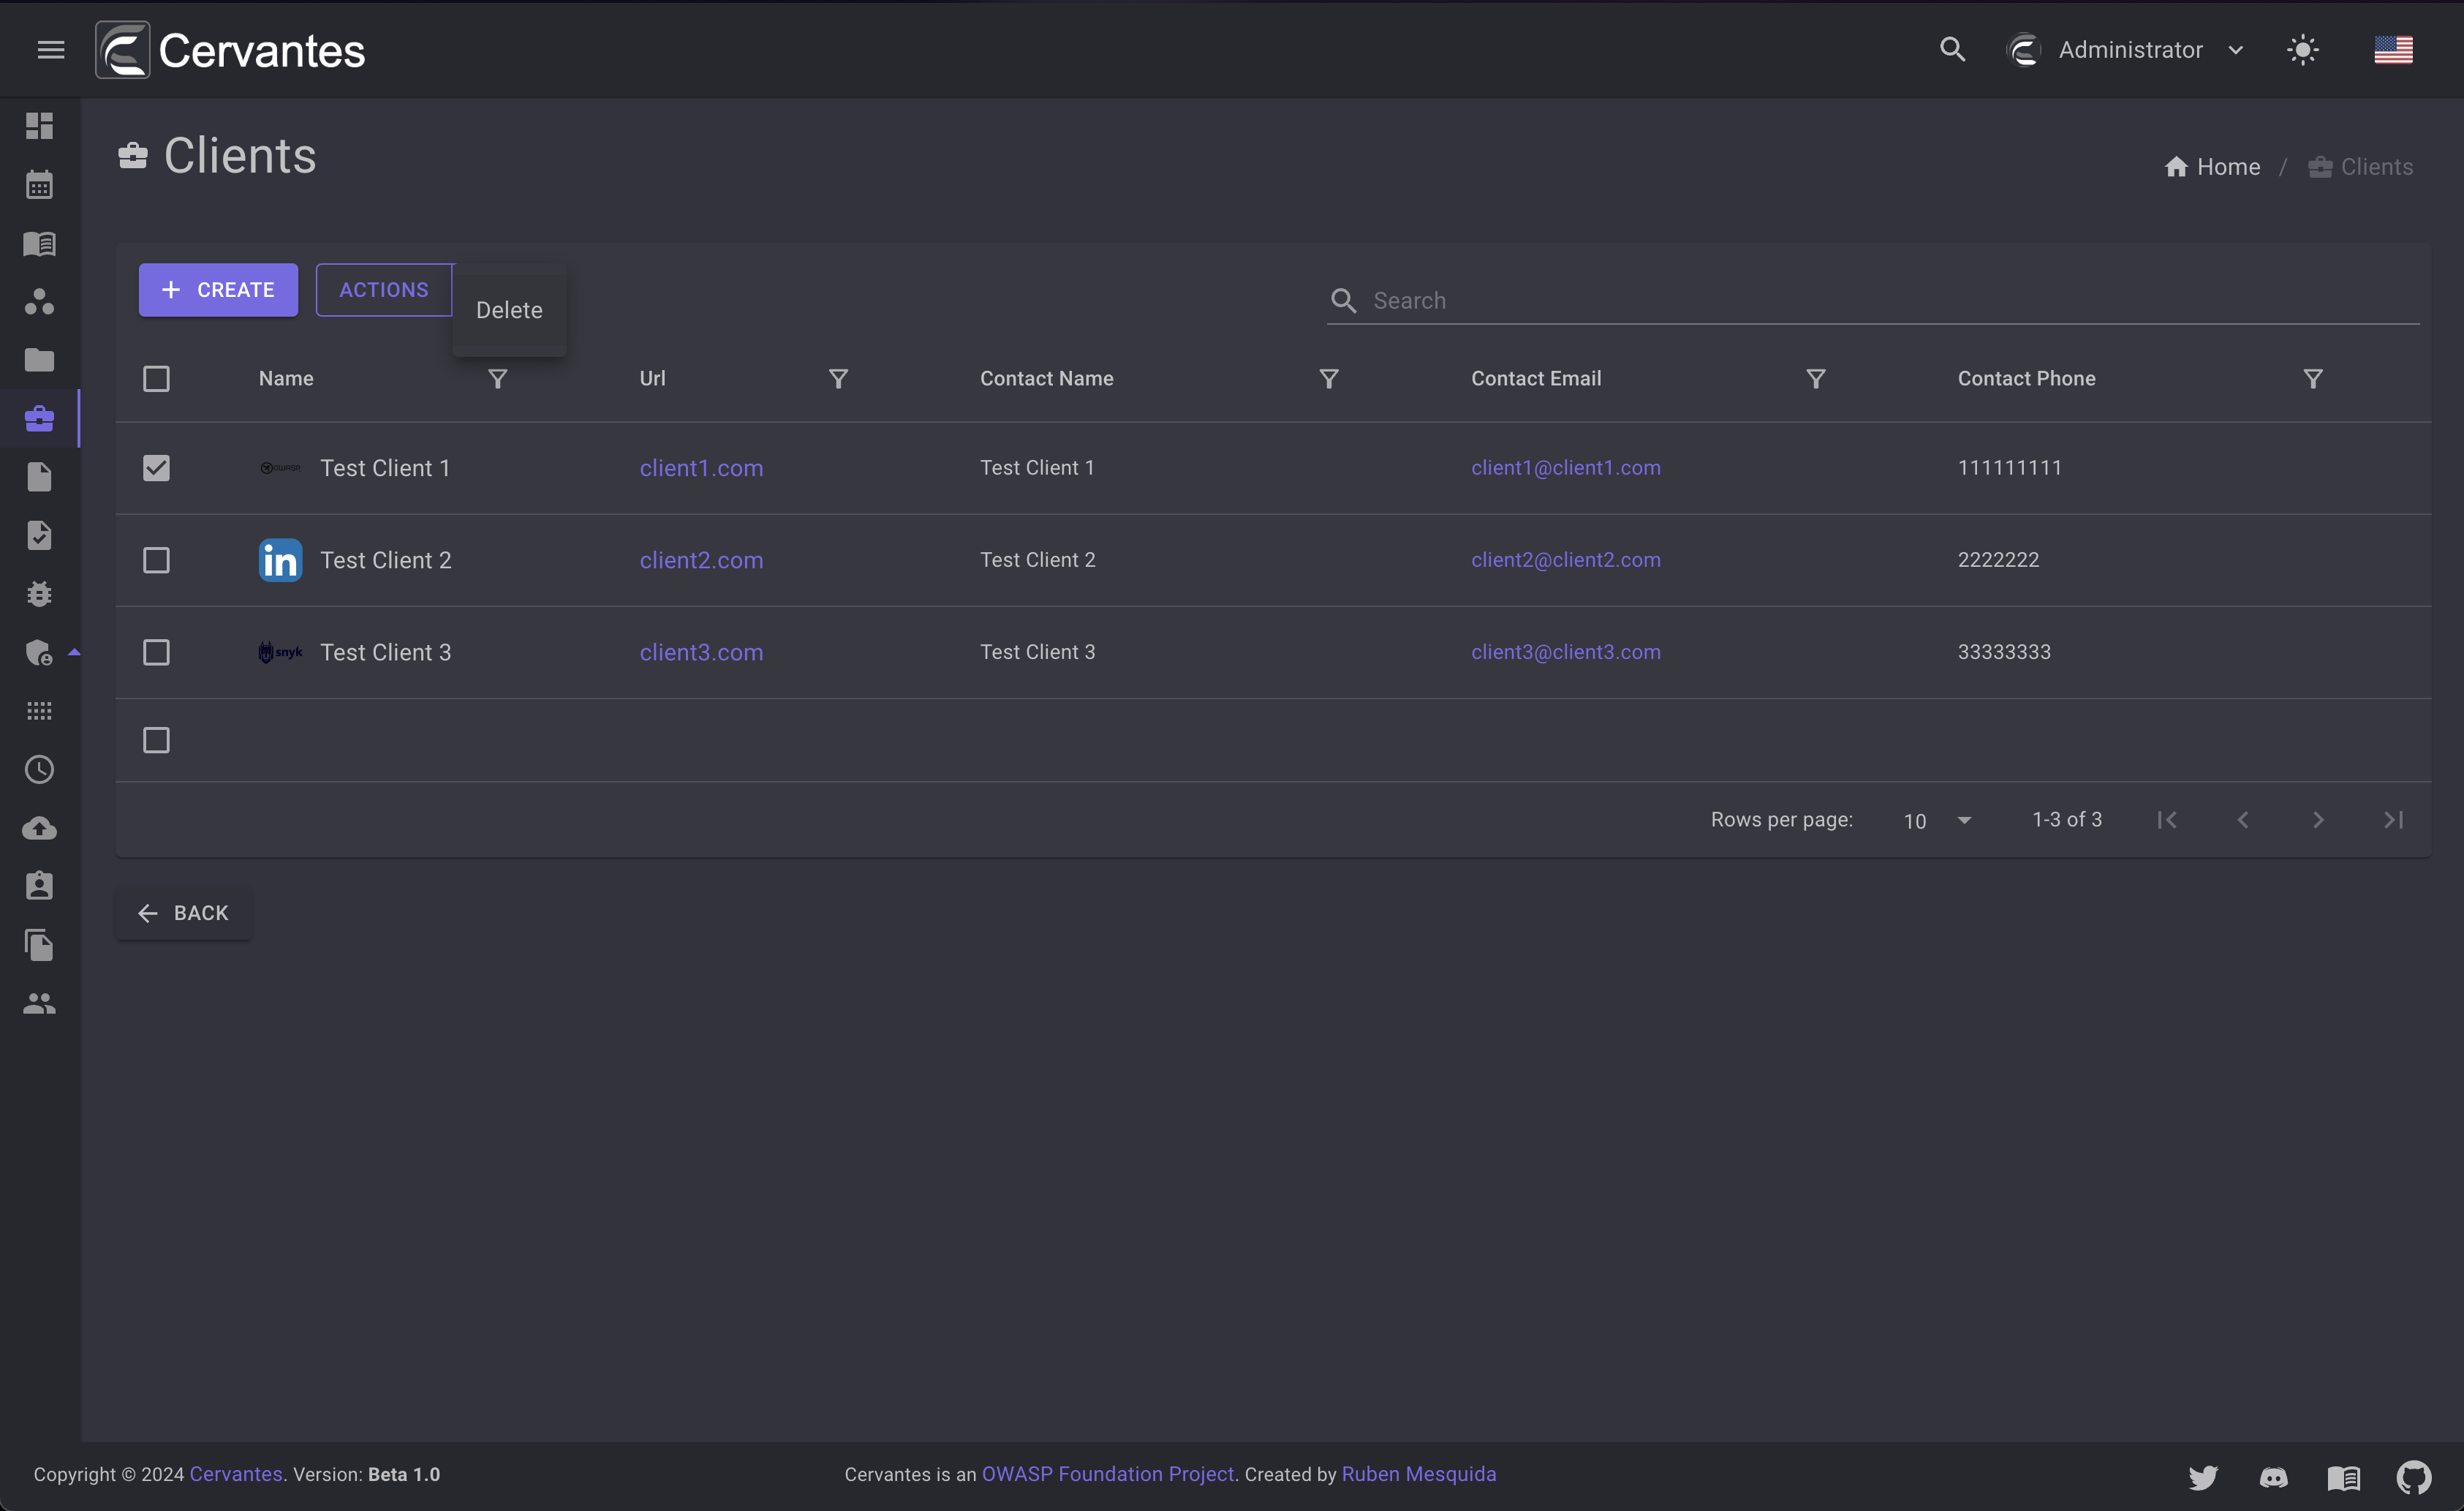 Cervantes
Administrator
Clients
Home / Clients
+ CREATE
ACTIONS
Delete
Search
Name Url Contact Name Contact Email Contact Phone
OWASP Test Client 1 client1.com Test Client 1 client1@client1.com 111111111
in Test Client 2 client2.com Test Client 2 client2@client2.com 2222222
snyk Test Client 3 client3.com Test Client 3 client3@client3.com 33333333
Rows per page: 10 1-3 of 3
BACK
Copyright © 2024 Cervantes. Version: Beta 1.0
Cervantes is an OWASP Foundation Project. Created by Ruben Mesquida